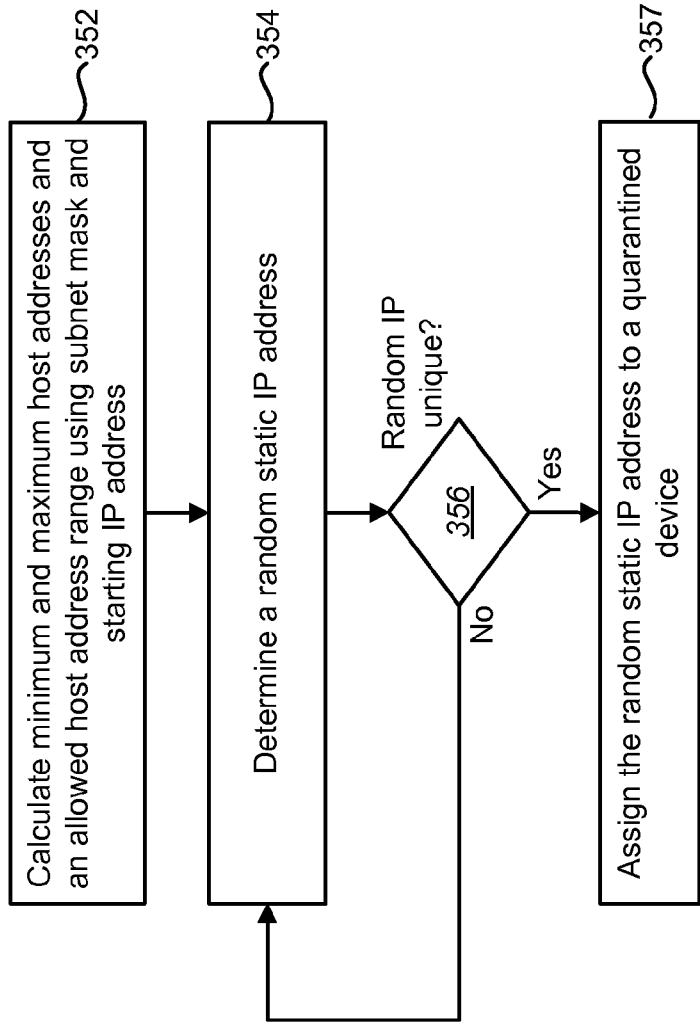 Calculate minimum and maximum host addresses and
an allowed host address range using subnet mask and
starting IP address
352
Determine a random static IP address
354
Random IP
unique?
356
No
Yes
Assign the random static IP address to a quarantined
device
357